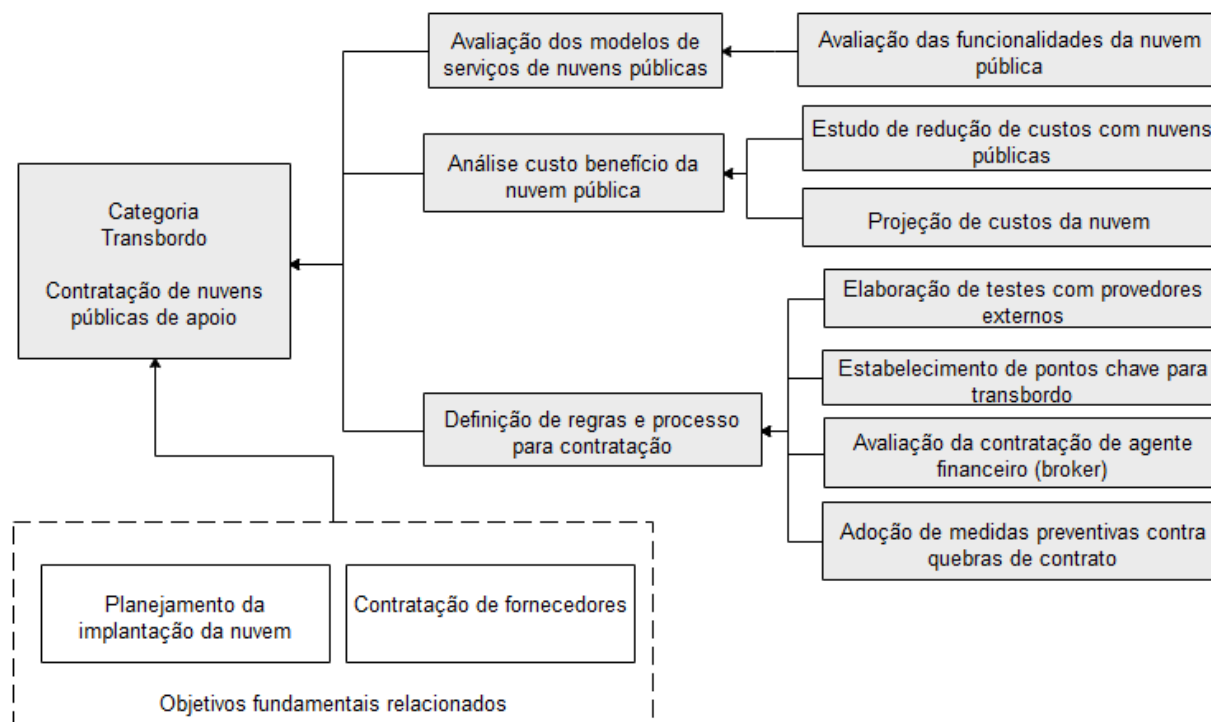 Avaliação dos modelos de
serviços de nuvens públicas
Avaliação das funcionalidades da nuvem
pública
Estudo de redução de custos com nuvens
públicas
Análise custo benefício da
nuvem pública
Projeção de custos da nuvem
Categoria
Transbordo
Contratação de nuvens
públicas de apoio
Elaboração de testes com provedores
externos
Estabelecimento de pontos chave para
transbordo
Definição de regras e processo
para contratação
Avaliação da contratação de agente
financeiro (broker)
Adoção de medidas preventivas contra
quebras de contrato
Planejamento da
implantação da nuvem
Contratação de fornecedores
Objetivos fundamentais relacionados